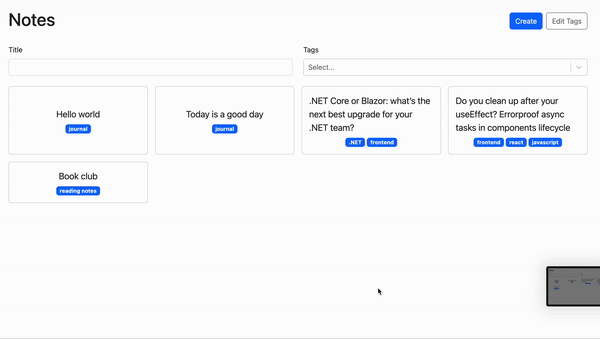 Notes
Create
Edit Tags
Title
Tags
Select...
Hello world
journal
Today is a good day
journal
.NET Core or Blazor: what's the
next best upgrade for your
.NET team?
.NET frontend
Do you clean up after your
useEffect? Errorproof async
tasks in components lifecycle
frontend react javascript
Book club
reading notes